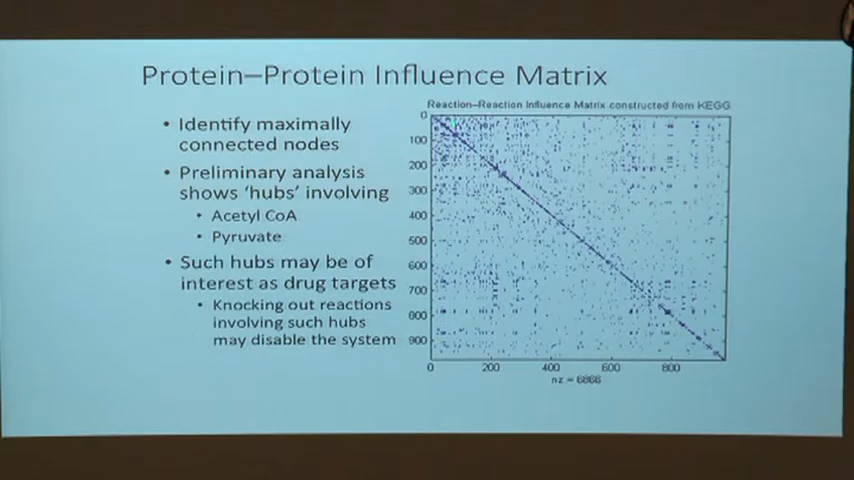 Protein–Protein Influence Matrix
• Identify maximally
connected nodes
• Preliminary analysis
shows 'hubs' involving
• Acetyl CoA
• Pyruvate
• Such hubs may be of
interest as drug targets
• Knocking out reactions
involving such hubs
may disable the system
Reaction–Reaction Influence Matrix constructed from KEGG
0
100
200
300
400
500
600
700
800
900
0 200 400 600 800
nz = 6866